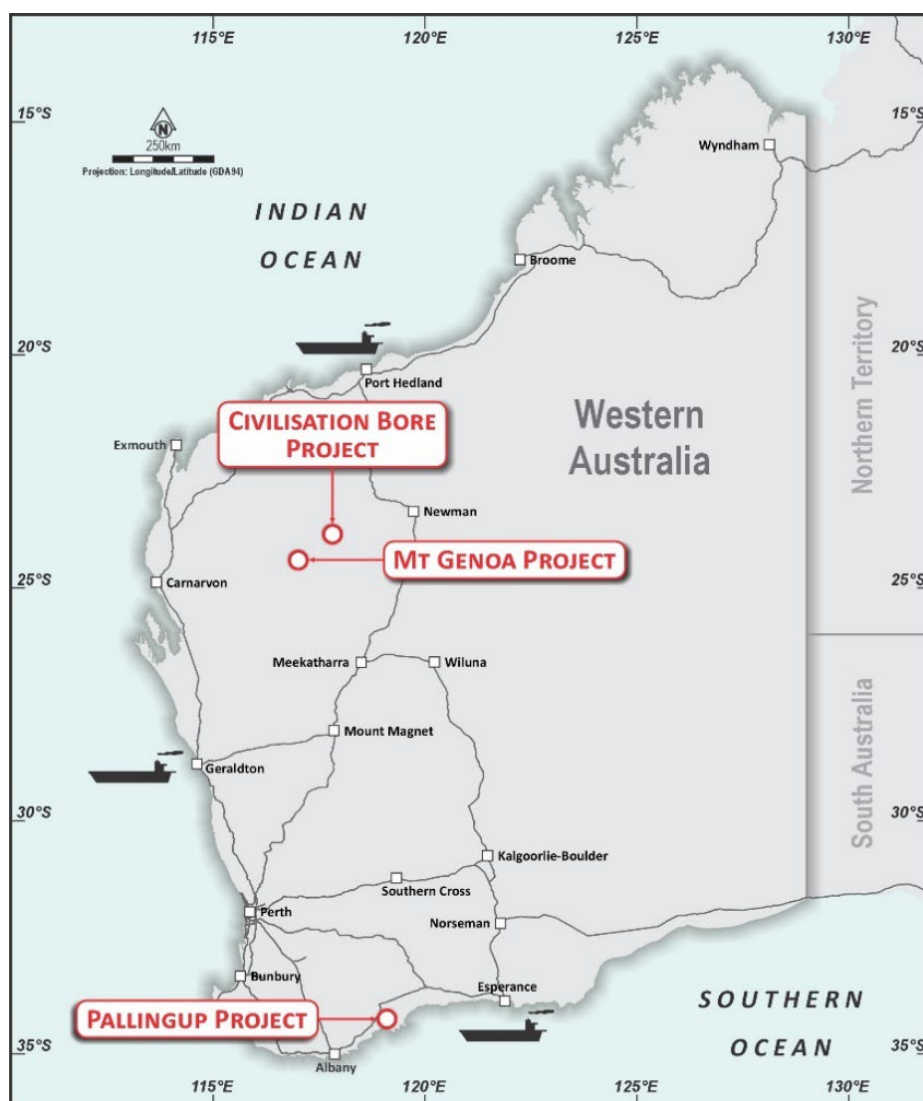 115°E
120°E
125°E
130°E
15°S
15°S
N
250km
Projection: Longitude/Latitude (GDA94)
Wyndham
INDIAN
OCEAN
Broome
Northern Territory
20°S
20°S
Port Hedland
CIVILISATION BORE
PROJECT
Western
Australia
Exmouth
Newman
MT GENOA PROJECT
25°S
25°S
Carnarvon
Meekatharra
Wiluna
South Australia
Mount Magnet
Geraldton
30°S
30°S
Kalgoorlie-Boulder
Southern Cross
Perth
Norseman
Bunbury
Esperance
SOUTHERN
OCEAN
PALLINGUP PROJECT
35°S
35°S
Albany
115°E
120°E
125°E
130°E